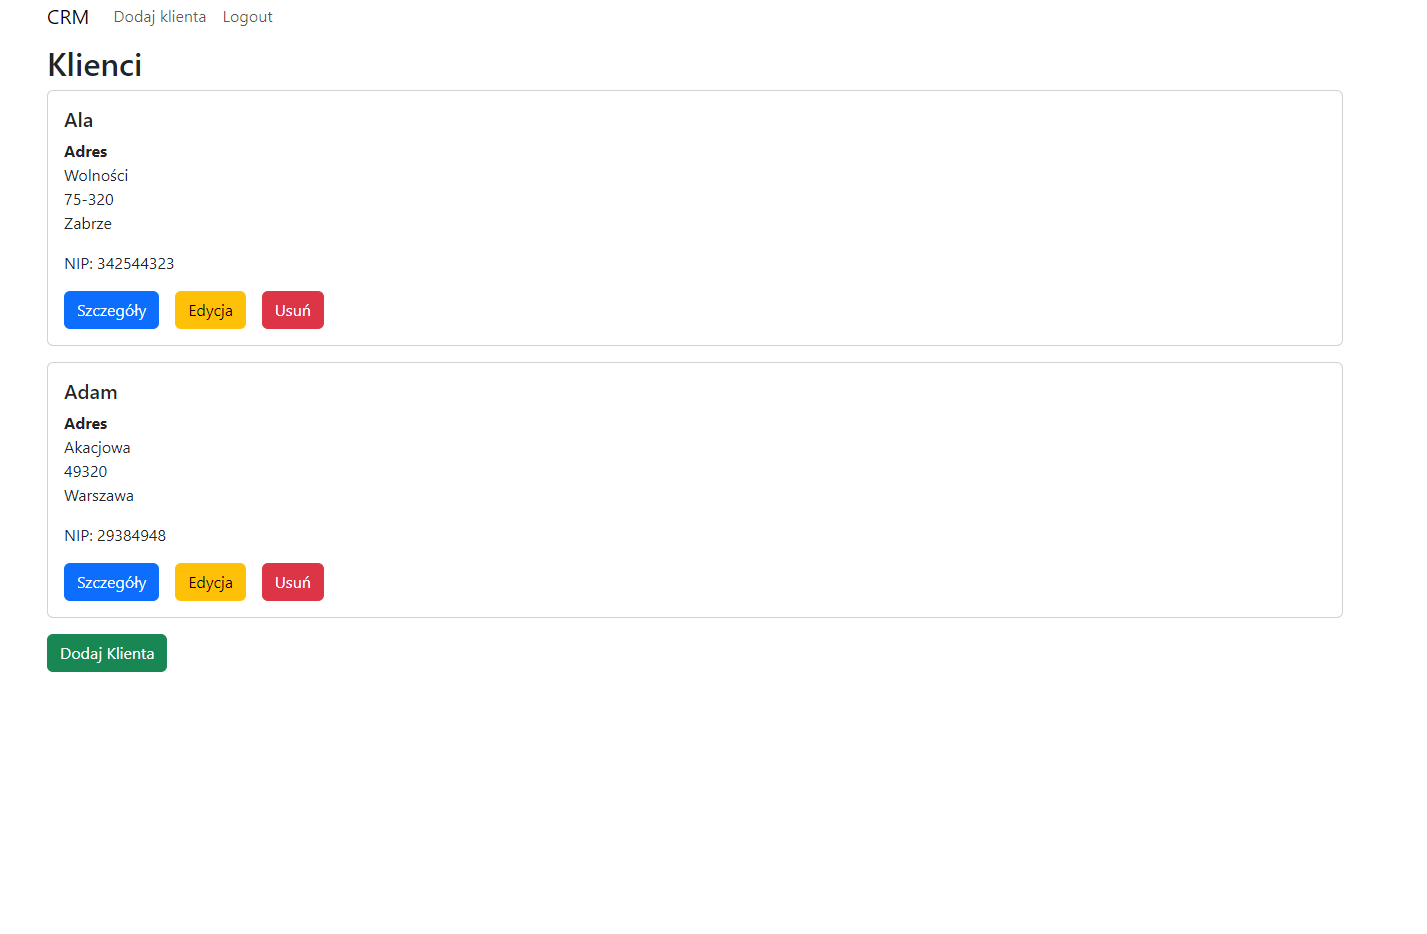 CRM Dodaj klienta Logout
Klienci
Ala
Adres
Wolności
75-320
Zabrze
NIP: 342544323
Szczegóły Edycja Usuń
Adam
Adres
Akacjowa
49320
Warszawa
NIP: 29384948
Szczegóły Edycja Usuń
Dodaj Klienta